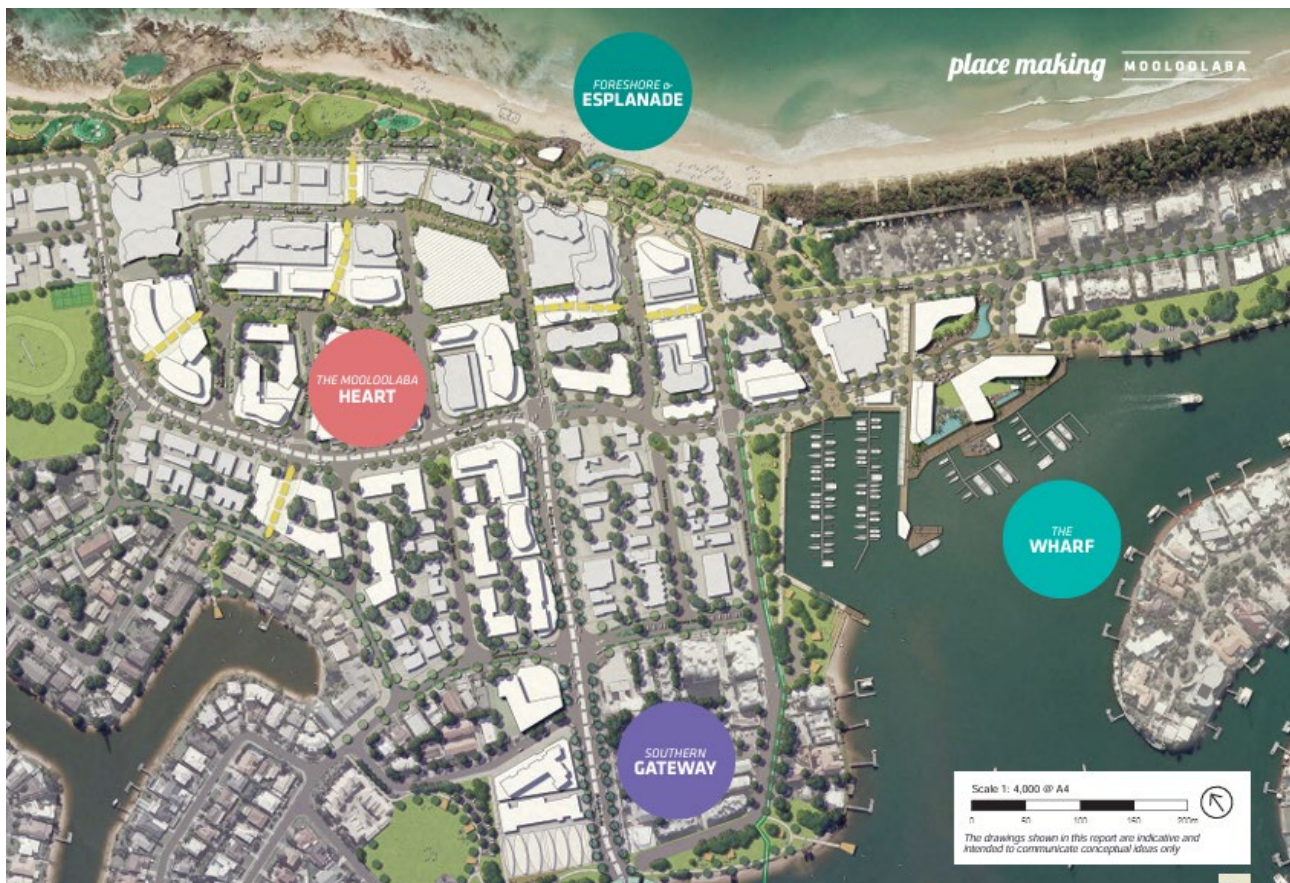 place making MOOLOOLABA
FORESHORE &
ESPLANADE
THE MOOLOOLABA
HEART
THE
WHARF
SOUTHERN
GATEWAY
Scale 1: 4,000 @ A4
0 50 100 150 200m
The drawings shown in this report are indicative and
intended to communicate conceptual ideas only